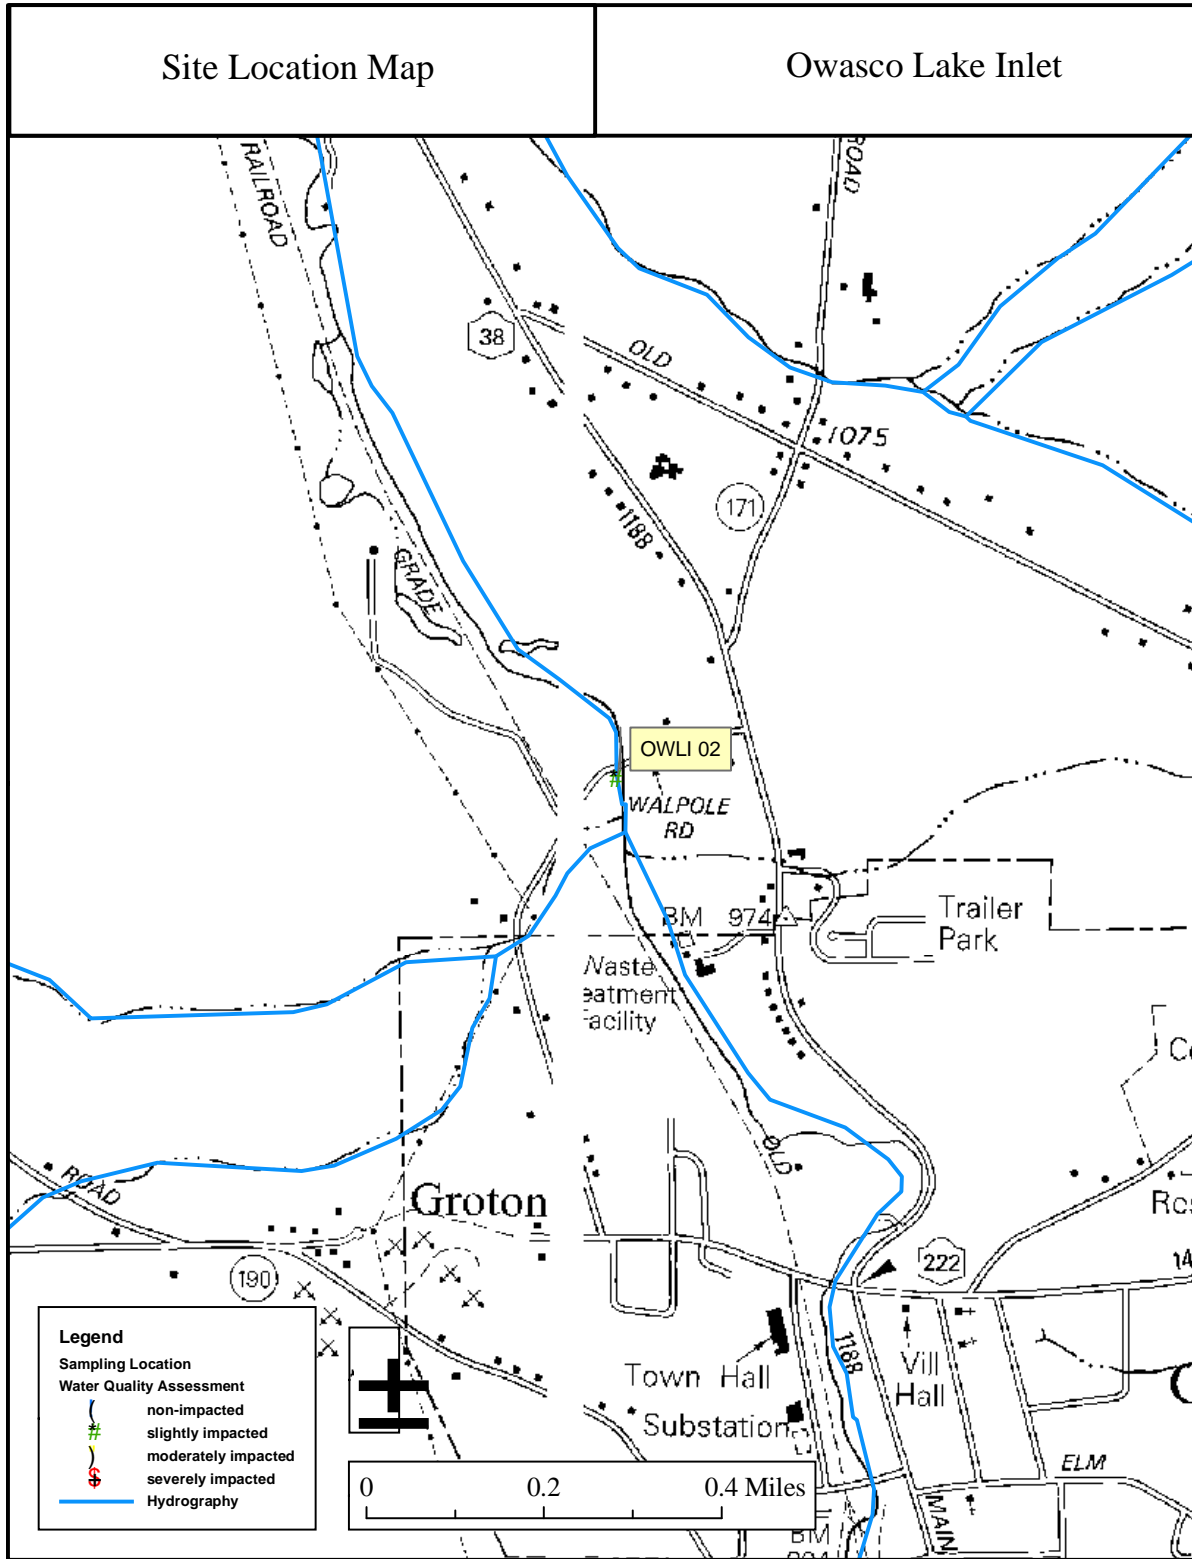 Site Location Map
Owasco Lake Inlet
RAILROAD
ROAD
38
OLD
1075
171
1188
GRADE
OWLI 02
WALPOLE
RD
BM 974
Trailer
Park
Waste
eatment
Facility
OLD
ROAD
Groton
190
222
1188
Vill
Hall
Town Hall
Substation
ELM
MAIN
BM
Legend
Sampling Location
Water Quality Assessment
non-impacted
slightly impacted
moderately impacted
severely impacted
Hydrography
0 0.2 0.4 Miles